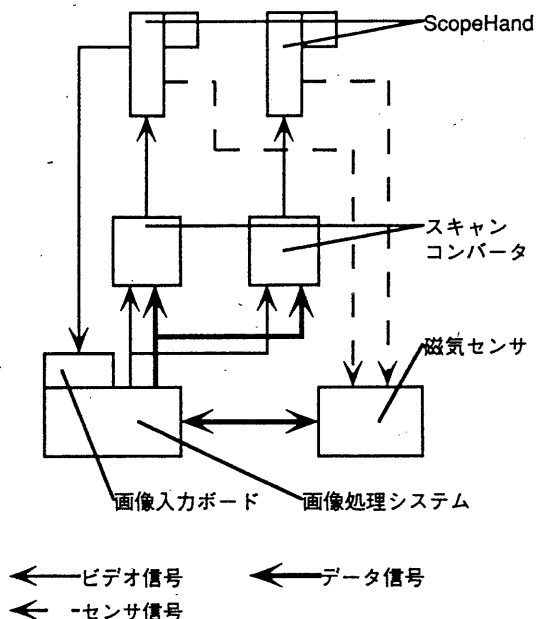 ScopeHand
スキャン
コンバータ
磁気センサ
画像入力ボード
画像処理システム
ビデオ信号
データ信号
センサ信号